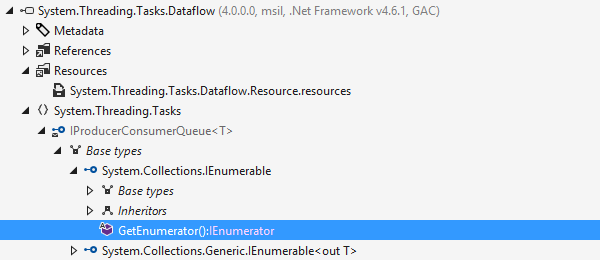 System.Threading.Tasks.Dataflow (4.0.0.0, msil, .Net Framework v4.6.1, GAC)
Metadata
References
Resources
System.Threading.Tasks.Dataflow.Resource.resources
System.Threading.Tasks
IProducerConsumerQueue<T>
Base types
System.Collections.IEnumerable
Base types
Inheritors
GetEnumerator():IEnumerator
System.Collections.Generic.IEnumerable<out T>